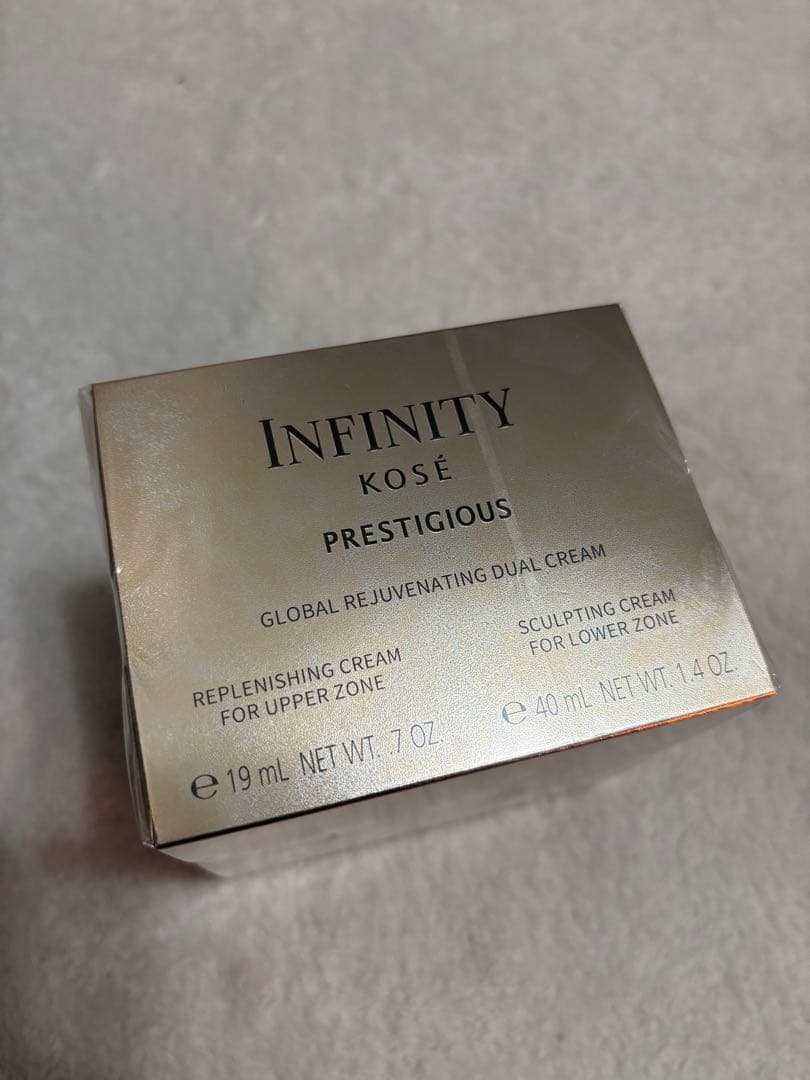 INFINITY
KOSÉ
PRESTIGIOUS
GLOBAL REJUVENATING DUAL CREAM
REPLENISHING CREAM
FOR UPPER ZONE
℮ 19 mL NET WT. .7 OZ.
SCULPTING CREAM
FOR LOWER ZONE
℮ 40 mL NET WT. 1.4 OZ.